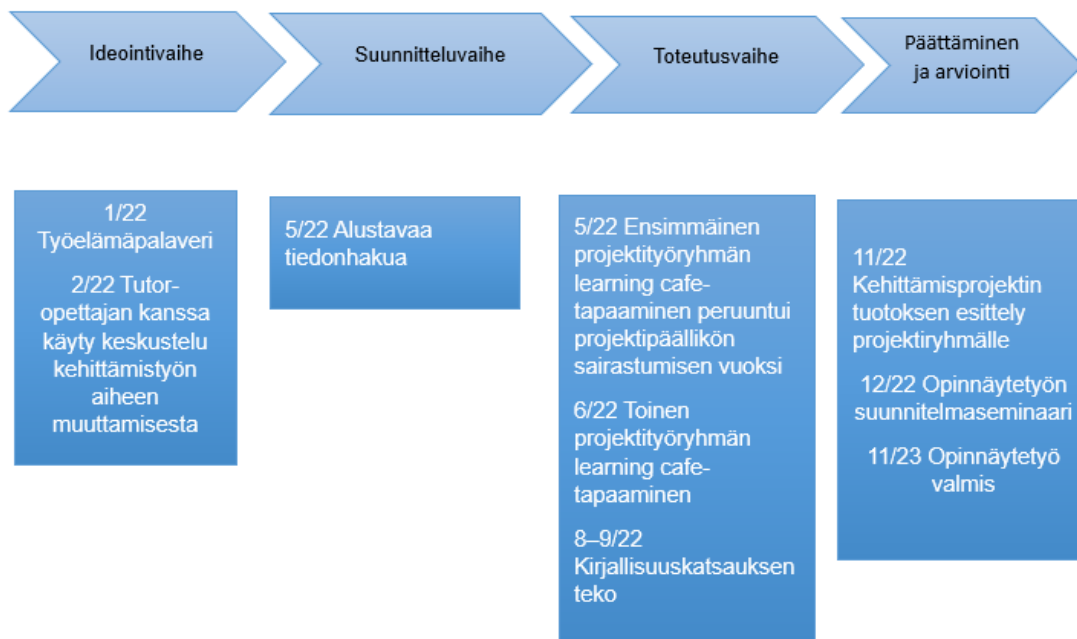 Ideointivaihe
Suunnitteluvaihe
Toteutusvaihe
Päättäminen
ja arviointi
1/22
Työelämäpalaveri
2/22 Tutor-
opettajan kanssa
käyty keskustelu
kehittämistyön
aiheen
muuttamisesta
5/22 Alustavaa
tiedonhakua
5/22 Ensimmäinen
projektityöryhmän
learning cafe-
tapaaminen peruuntui
projektipäällikön
sairastumisen vuoksi
6/22 Toinen
projektityöryhmän
learning cafe-
tapaaminen
8–9/22
Kirjallisuuskatsauksen
teko
11/22
Kehittämisprojektin
tuotoksen esittely
projektiryhmälle
12/22 Opinnäytetyön
suunnitelmaseminaari
11/23 Opinnäytetyö
valmis